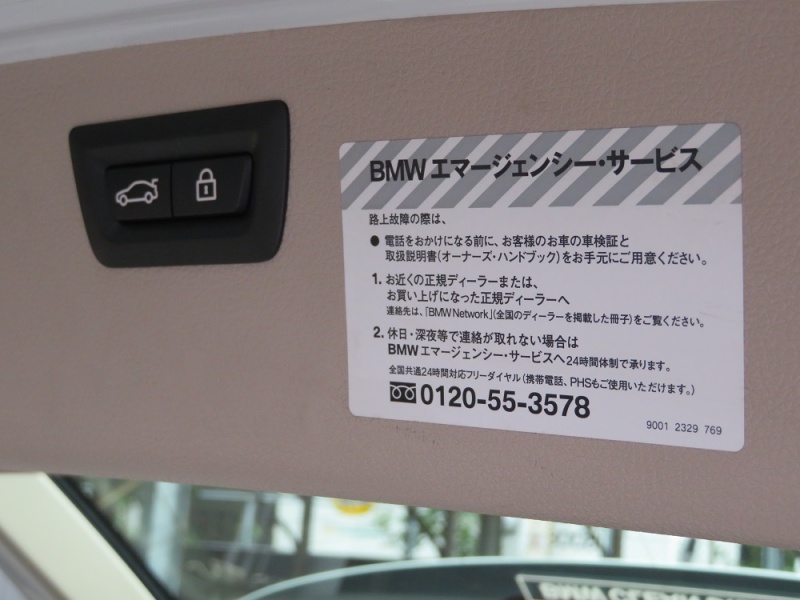 BMW エマージェンシー・サービス
路上故障の際は、
● 電話をおかけになる前に、お客様のお車の車検証と
取扱説明書(オーナーズ・ハンドブック)をお手元にご用意ください。
1. お近くの正規ディーラーまたは、
お買い上げになった正規ディーラーへ
連絡先は、「BMW Network」(全国のディーラーを掲載した冊子)をご覧ください。
2. 休日・深夜等で連絡が取れない場合は
BMW エマージェンシー・サービスへ24時間体制で承ります。
全国共通24時間対応フリーダイヤル(携帯電話、PHSもご使用いただけます。)
0120-55-3578
9001 2329 769